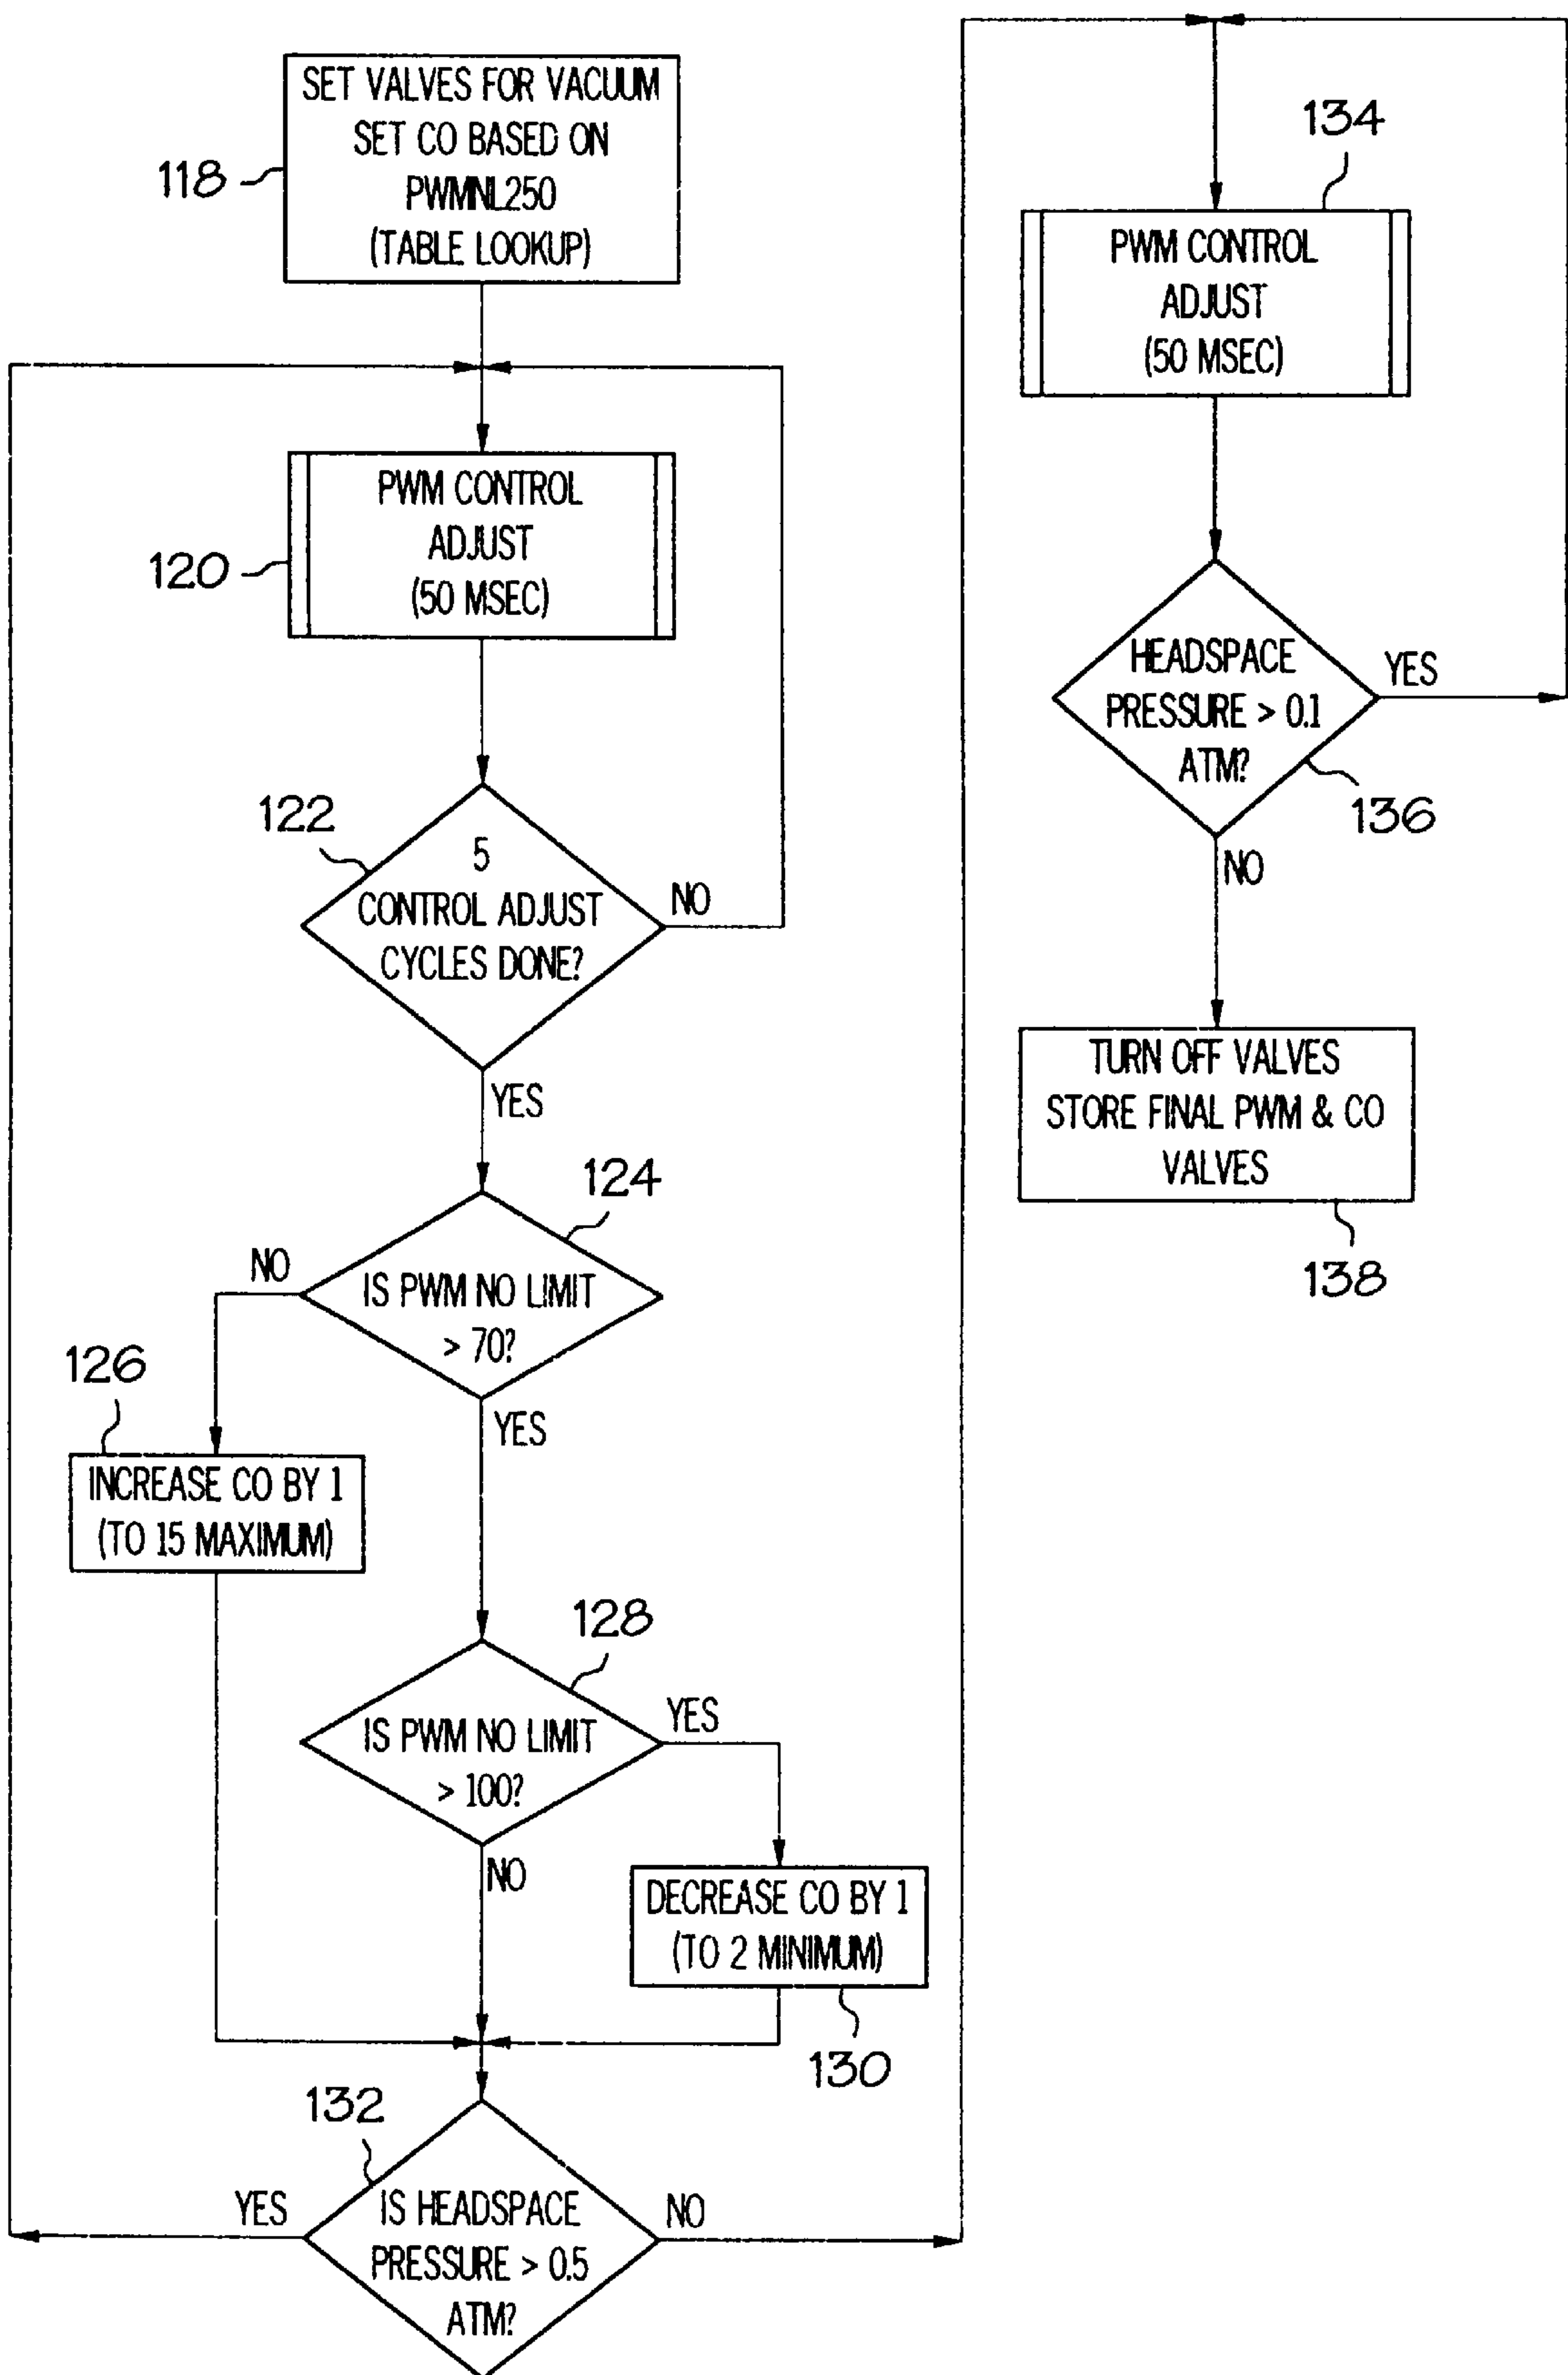 SET VALVES FOR VACUUM
SET CO BASED ON
PWMNL250
(TABLE LOOKUP)
118
PWM CONTROL
ADJUST
(50 MSEC)
120
122
5
CONTROL ADJUST
CYCLES DONE?
NO
YES
124
IS PWM NO LIMIT
> 70?
NO
YES
126
INCREASE CO BY 1
(TO 15 MAXIMUM)
128
IS PWM NO LIMIT
> 100?
YES
NO
DECREASE CO BY 1
(TO 2 MINIMUM)
130
132
IS HEADSPACE
PRESSURE > 0.5
ATM?
YES
NO
134
PWM CONTROL
ADJUST
(50 MSEC)
HEADSPACE
PRESSURE > 0.1
ATM?
YES
136
NO
TURN OFF VALVES
STORE FINAL PWM & CO
VALVES
138